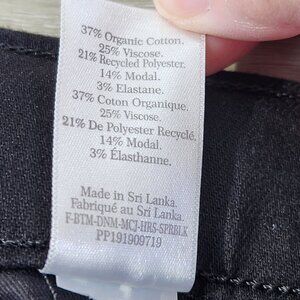 37% Organic Cotton.
25% Viscose.
21% Recycled Polyester.
14% Modal.
3% Elastane.
37% Coton Organique.
25% Viscose.
21% De Polyester Recyclé.
14% Modal.
3% Élasthanne.
Made in Sri Lanka.
Fabriqué au Sri Lanka.
F-BTM-DNM-MCJ-HRS-SPRBLK
PP191909719